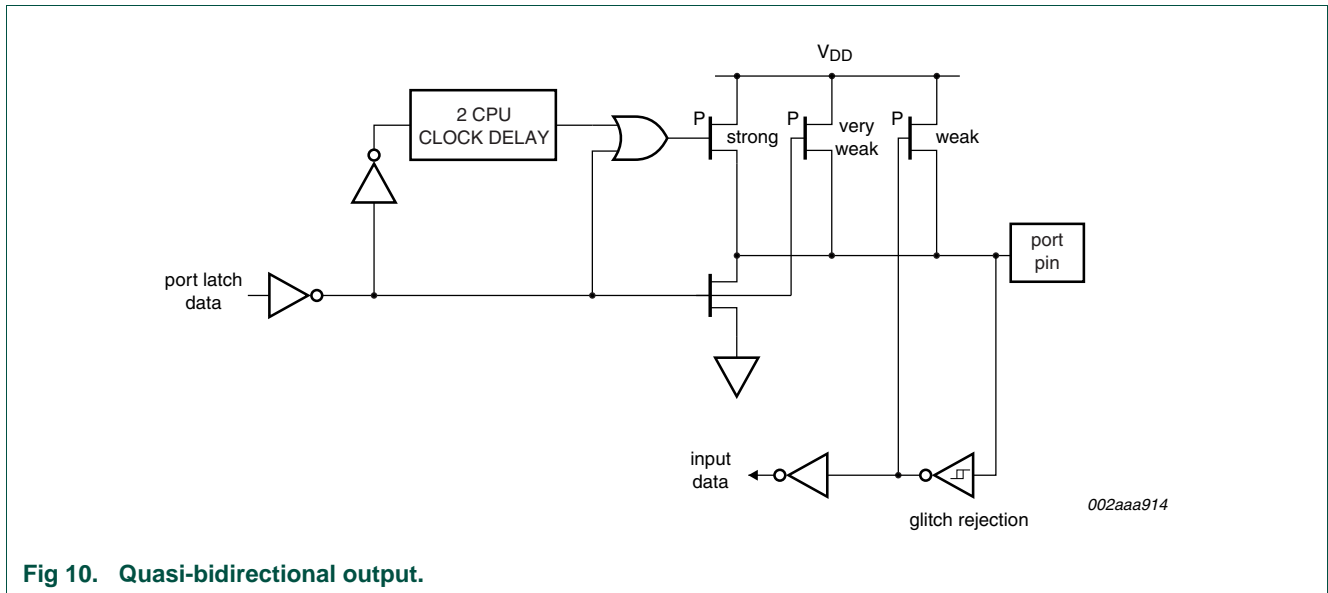 VDD
2 CPU
CLOCK DELAY
P
strong
P
very
weak
P
weak
port
pin
port latch
data
input
data
glitch rejection
002aaa914
Fig 10. Quasi-bidirectional output.